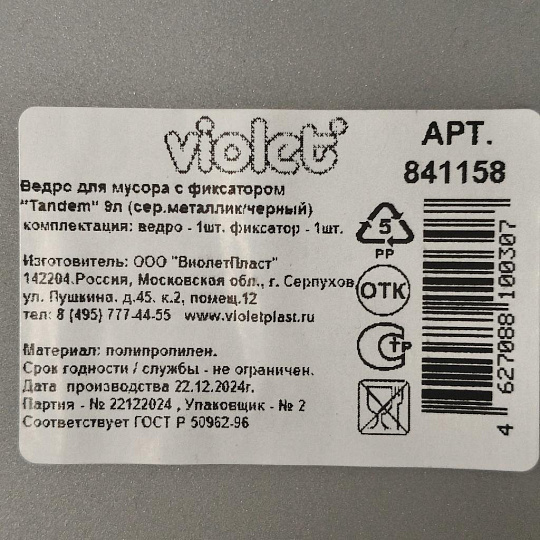 violet
АРТ.
841158
Ведро для мусора с фиксатором
"Tandem" 9л (сер.металлик/черный)
комплектация: ведро - 1шт. фиксатор - 1шт.
Изготовитель: ООО "ВиолетПласт"
142204.Россия, Московская обл., г. Серпухов,
ул. Пушкина. д.45. к.2, помещ.12
тел: 8 (495) 777-44-55 www.violetplast.ru
Материал: полипропилен.
Срок годности / службы - не ограничен.
Дата производства 22.12.2024г.
Партия - № 22122024 , Упаковщик - № 2
Соответствует ГОСТ Р 50962-96
5
PP
ОТК
СТР
4 627088 100307